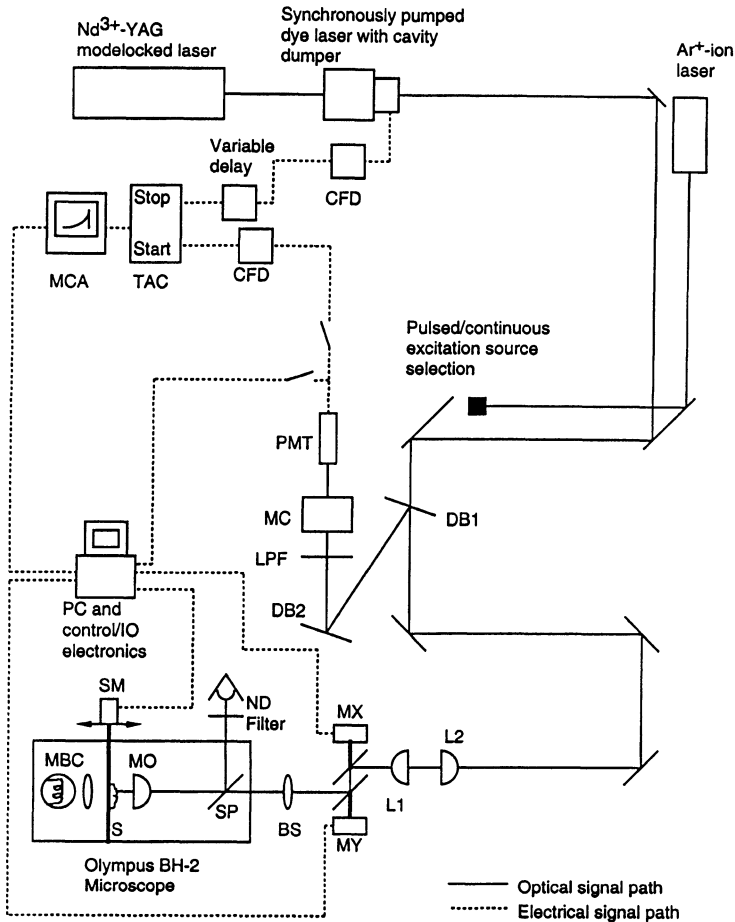 Nd3+-YAG
modelocked laser
Synchronously pumped
dye laser with cavity
dumper
Ar+-ion
laser
Variable
delay
CFD
Stop
Start
MCA
TAC
CFD
Pulsed/continuous
excitation source
selection
PMT
MC
DB1
LPF
DB2
PC and
control/IO
electronics
SM
ND
Filter
MX
L2
MBC
MO
SP
L1
S
BS
MY
Olympus BH-2
Microscope
Optical signal path
Electrical signal path